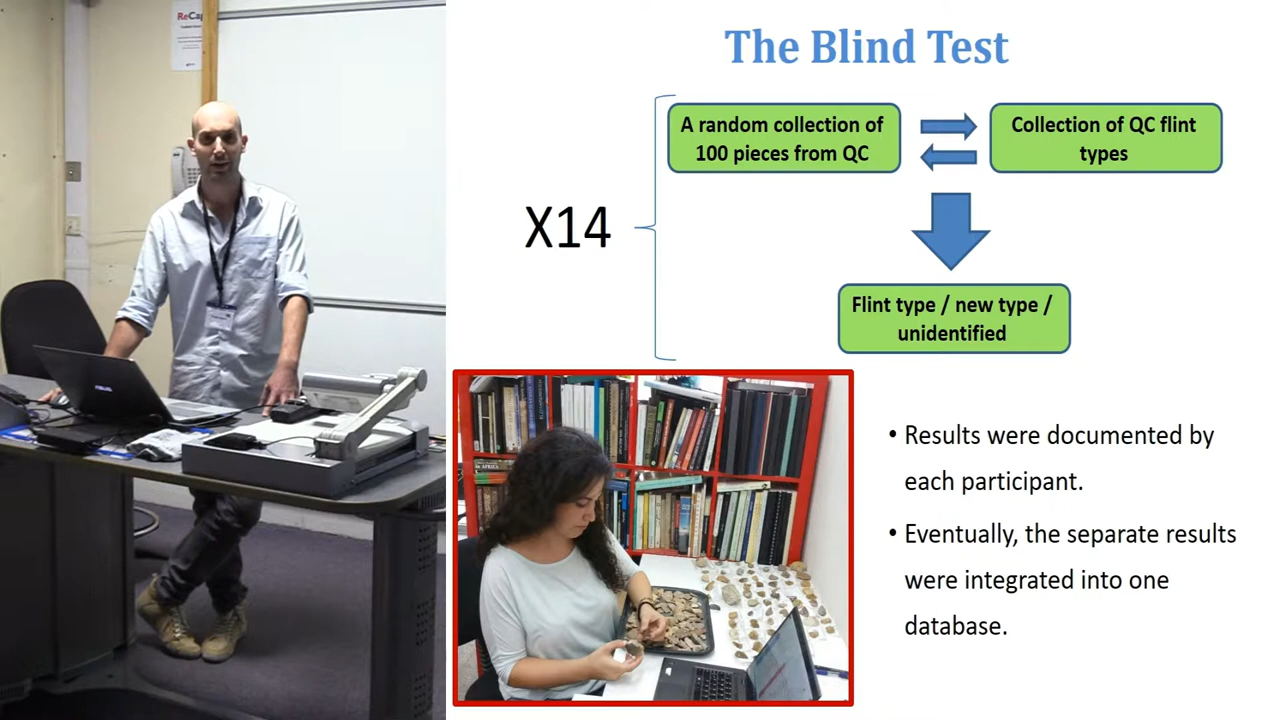 ReCap
The Blind Test
A random collection of
100 pieces from QC
Collection of QC flint
types
X14
Flint type / new type /
unidentified
• Results were documented by
each participant.
• Eventually, the separate results
were integrated into one
database.